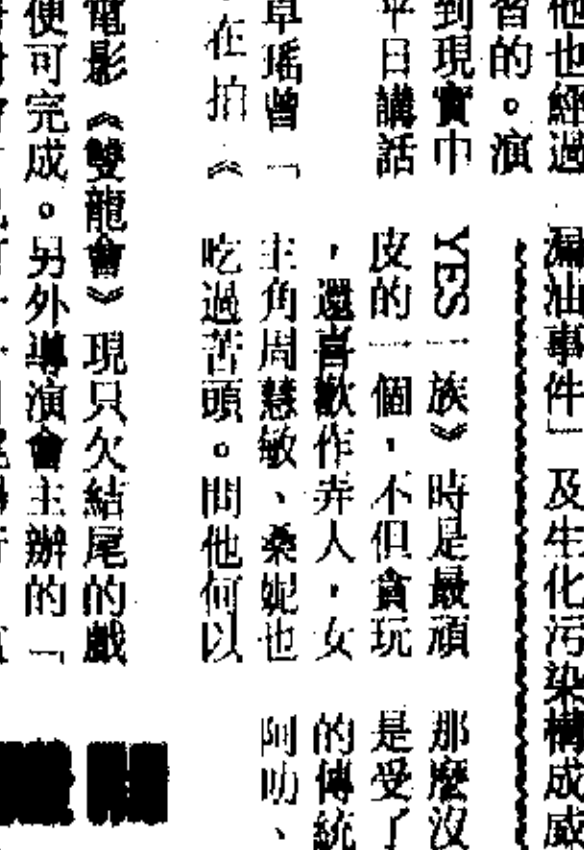 他也經過
的。演
到現實中
平日講話
瑤曾「
在拍《
漏油事件」及生化污染構成威
YES一族》時是最頑
皮的一個，不但貪玩
，還喜歡作弄人，女
主角周慧敏、桑妮也
吃過苦頭。問他何以
那麼沒
是受了
的傳統
阿叻、
電影《雙龍會》現只欠結尾的戲
便可完成。另外導演會主辦的「